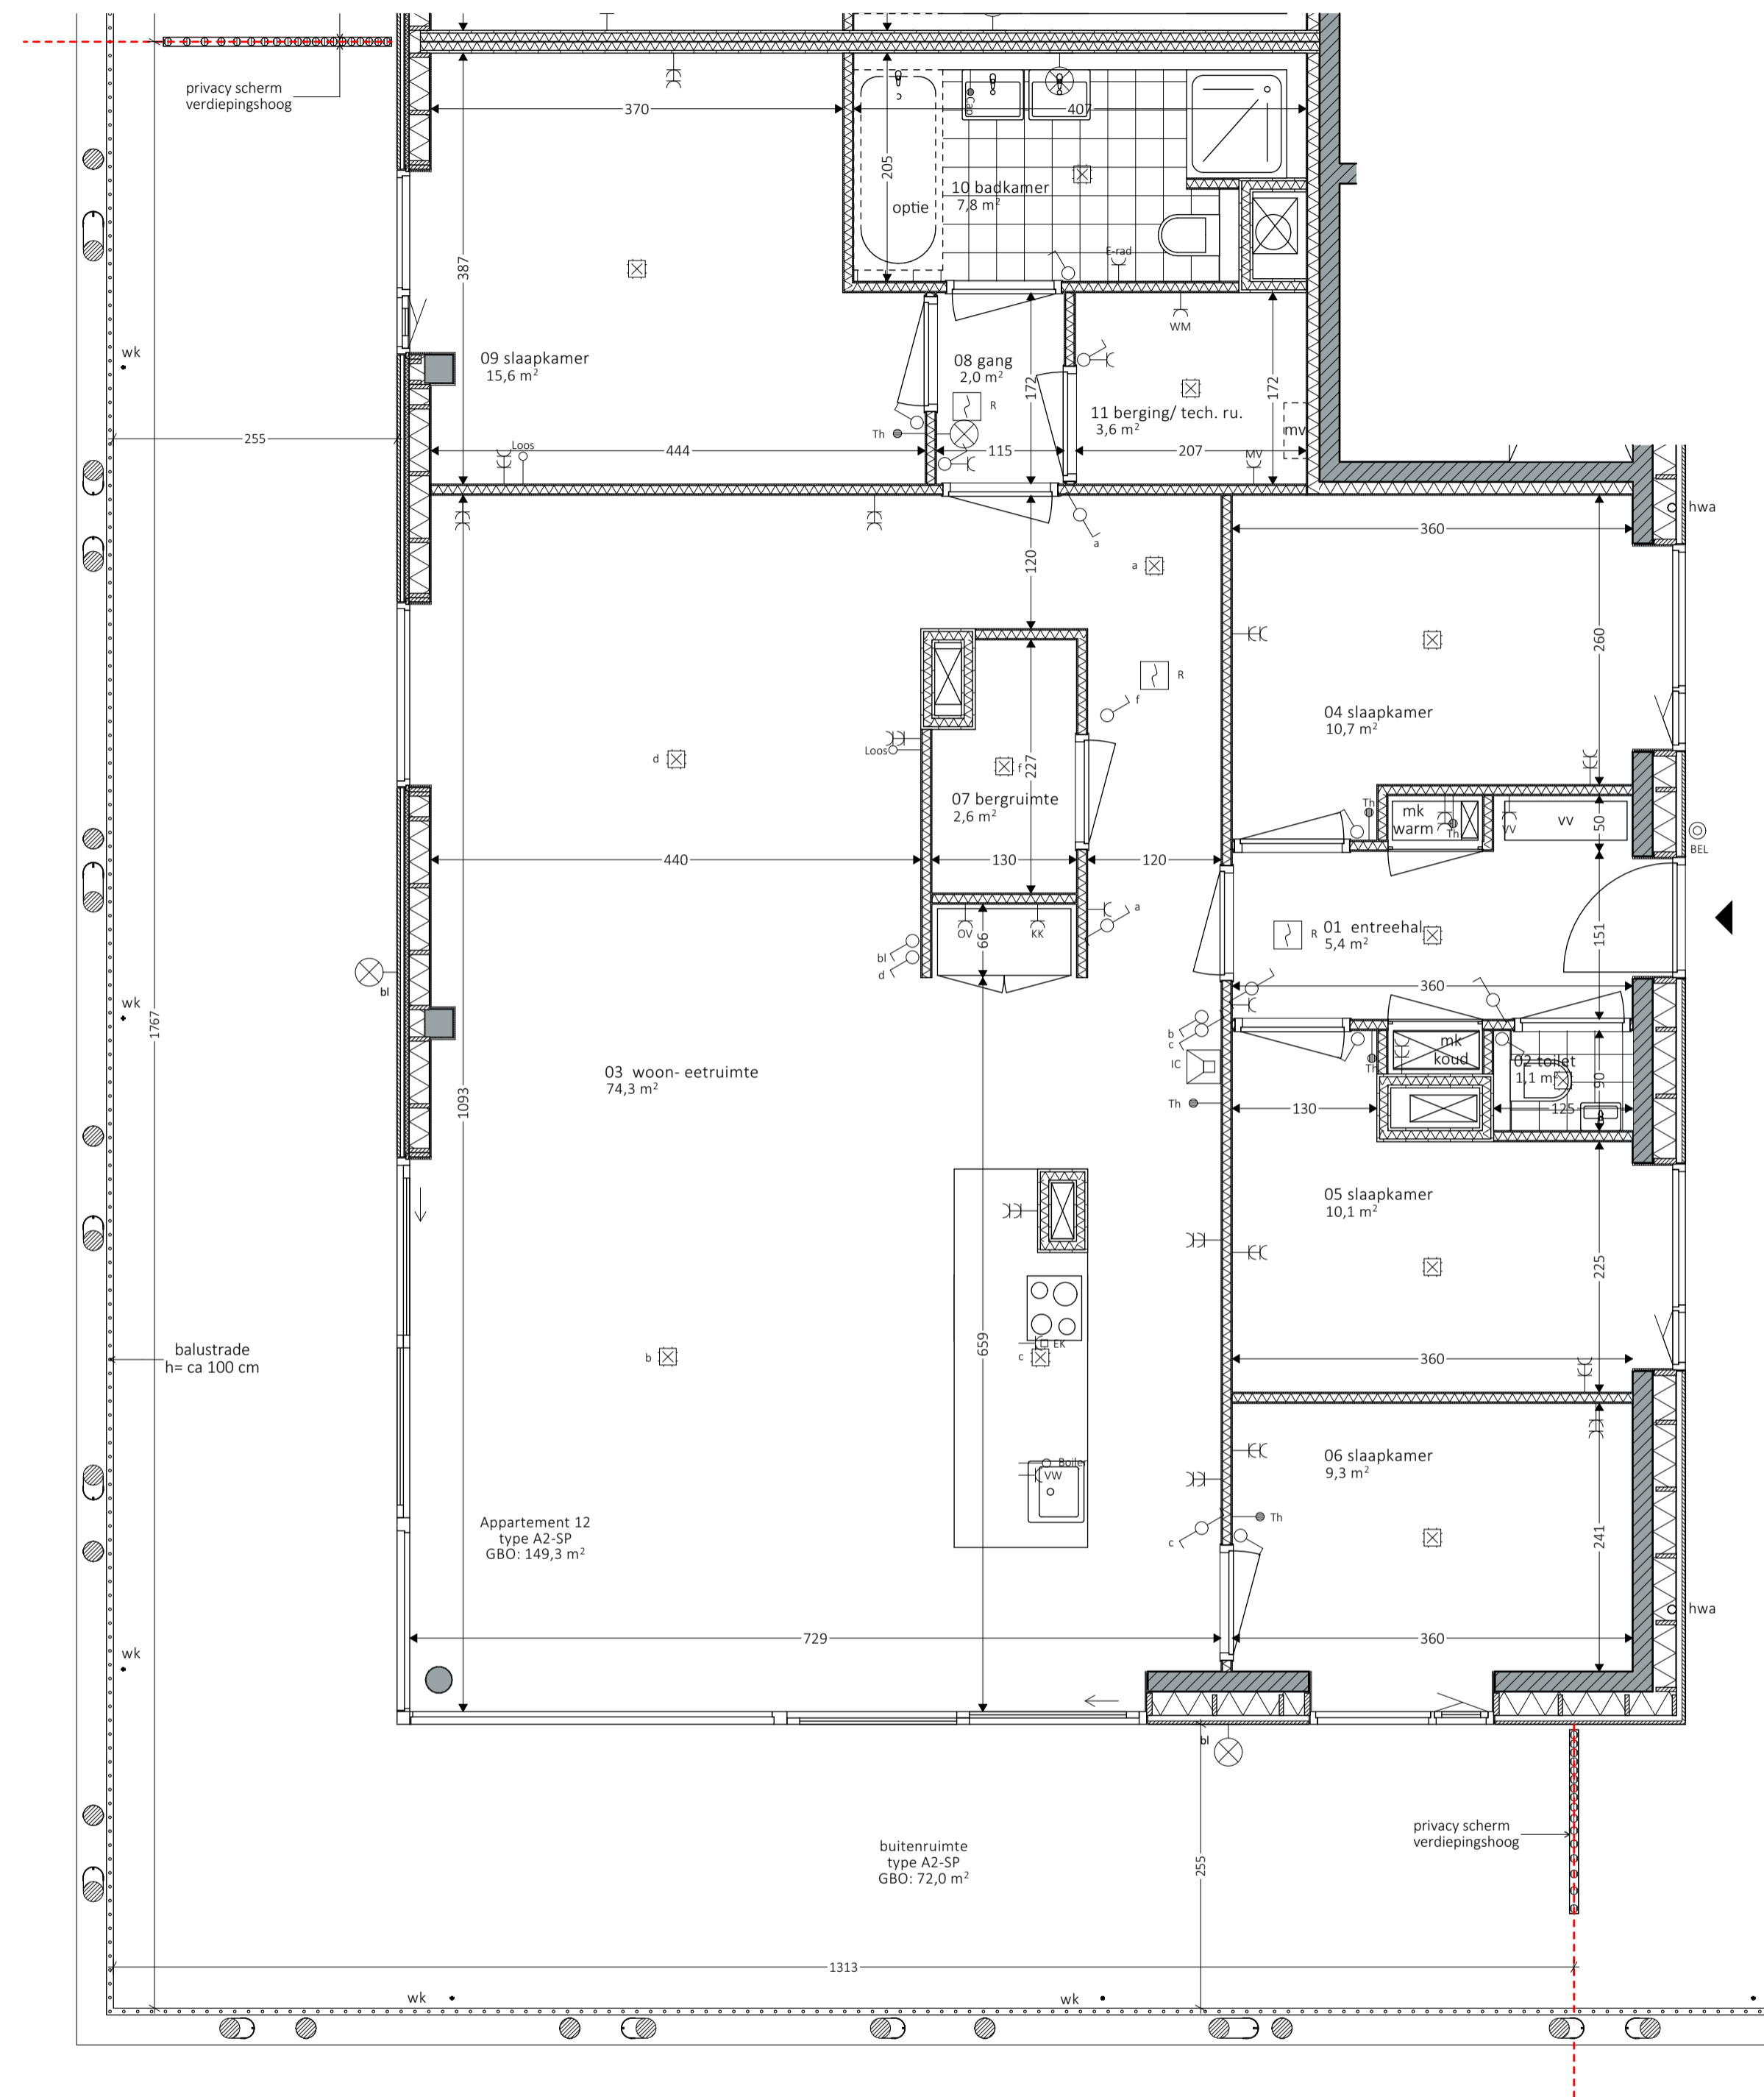 privacy scherm
verdiepingshoog
370
407
Cap
205
optie
10 badkamer
7,8 m²
E-rad
387
wk
09 slaapkamer
15,6 m²
08 gang
2,0 m²
172
R
Th
WM
11 berging/ tech. ru.
3,6 m²
172
mv
MV
255
Loos
444
115
207
a
120
a
hwa
360
260
R
f
04 slaapkamer
10,7 m²
d
Loos
f
227
07 bergruimte
2,6 m²
440
130
120
Th
mk
warm
Th
VV
vv
50
BEL
OV
KK
66
a
bl
d
R
01 entreehal
5,4 m²
151
360
bl
wk
1767
b
c
IC
Th
Th
mk
koud
02 toilet
1,1 m²
90
130
125
03 woon- eetruimte
74,3 m²
1093
05 slaapkamer
10,1 m²
225
360
659
EK
c
b
balustrade
h= ca 100 cm
06 slaapkamer
9,3 m²
Boiler
VW
Th
c
241
Appartement 12
type A2-SP
GBO: 149,3 m²
hwa
729
360
wk
bl
privacy scherm
verdiepingshoog
buitenruimte
type A2-SP
GBO: 72,0 m²
255
1313
wk
wk